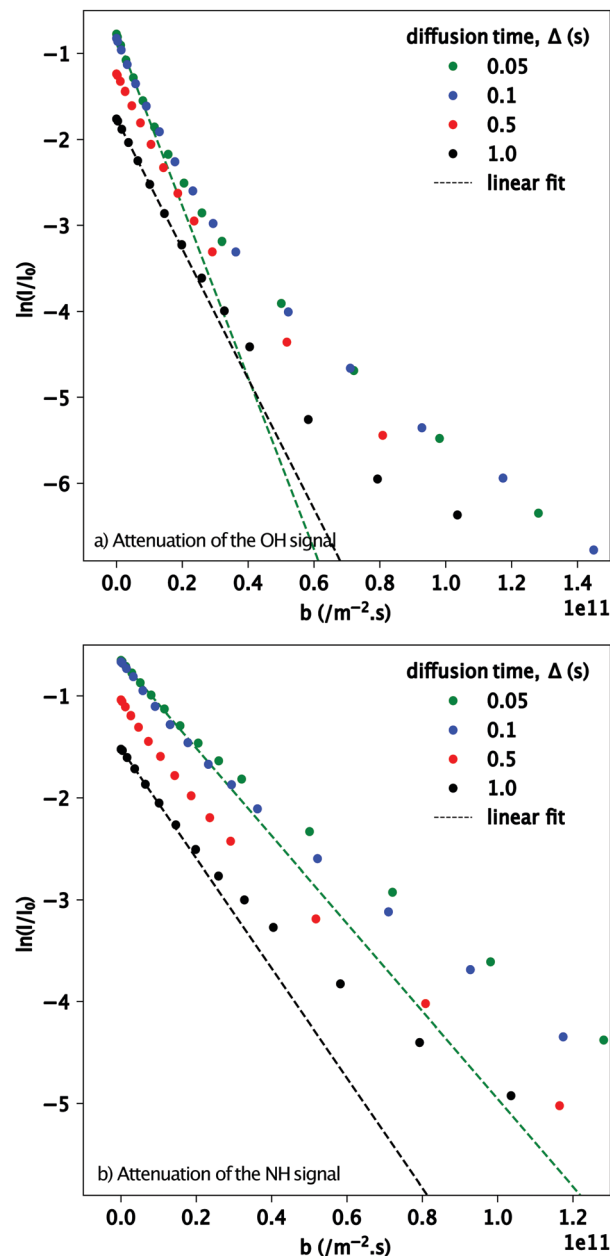 diffusion time, Δ (s)
0.05
0.1
0.5
1.0
linear fit
−1
−2
−3
−4
−5
−6
ln(I/I₀)
a) Attenuation of the OH signal
0.0 0.2 0.4 0.6 0.8 1.0 1.2 1.4
b (/m⁻².s)
1e11
diffusion time, Δ (s)
0.05
0.1
0.5
1.0
linear fit
−1
−2
−3
−4
−5
ln(I/I₀)
b) Attenuation of the NH signal
0.0 0.2 0.4 0.6 0.8 1.0 1.2
b (/m⁻².s)
1e11